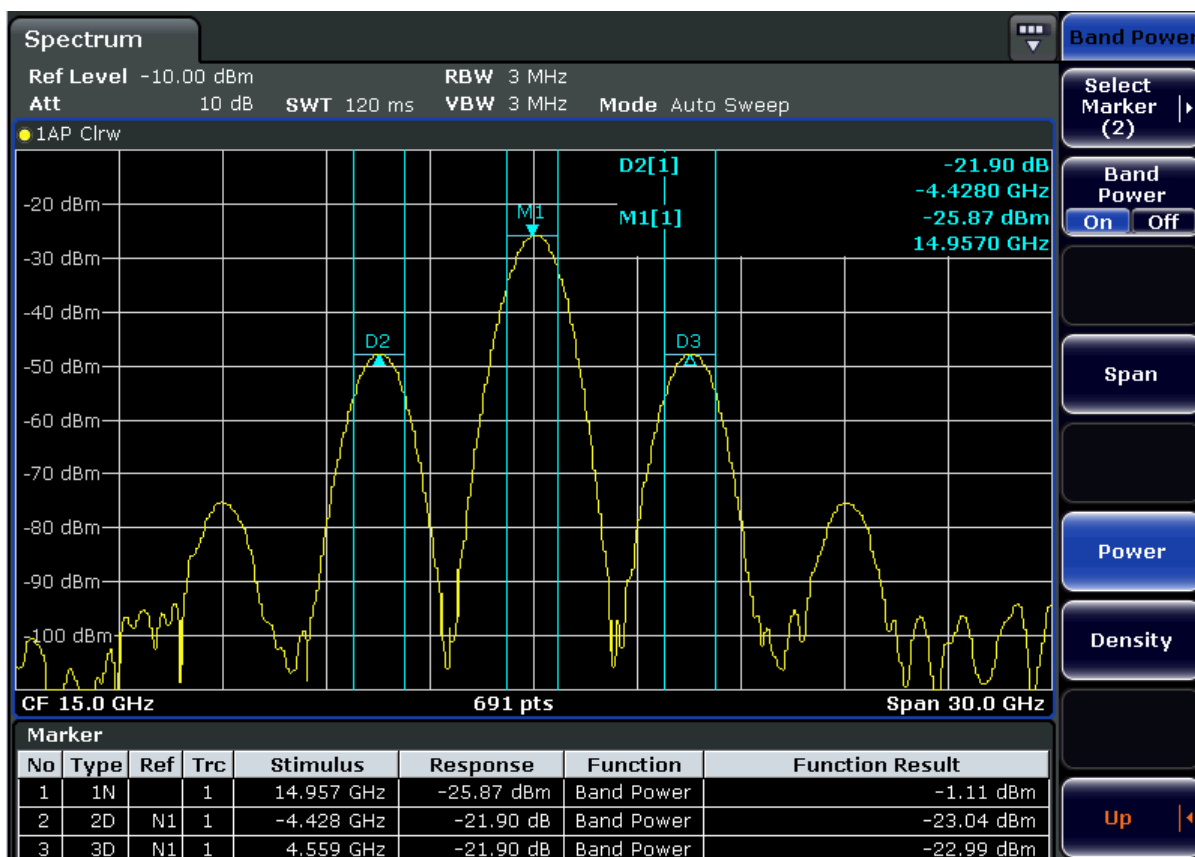 Spectrum
Ref Level -10.00 dBm RBW 3 MHz
Att 10 dB SWT 120 ms VBW 3 MHz Mode Auto Sweep
1AP Clrw
D2[1] -21.90 dB
-4.4280 GHz
M1[1] -25.87 dBm
14.9570 GHz
-20 dBm
M1
-30 dBm
-40 dBm
D2
D3
-50 dBm
-60 dBm
-70 dBm
-80 dBm
-90 dBm
-100 dBm
CF 15.0 GHz 691 pts Span 30.0 GHz
Marker
No Type Ref Trc Stimulus Response Function Function Result
1 1N 1 14.957 GHz -25.87 dBm Band Power -1.11 dBm
2 2D N1 1 -4.428 GHz -21.90 dB Band Power -23.04 dBm
3 3D N1 1 4.559 GHz -21.90 dB Band Power -22.99 dBm
Band Power
Select
Marker
(2)
Band
Power
On Off
Span
Power
Density
Up